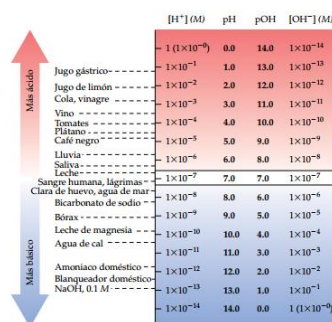 [H⁺] (M) pH pOH [OH⁻] (M)
Más ácido
1 (1×10⁻⁰) 0.0 14.0 1×10⁻¹⁴
Jugo gástrico
1×10⁻¹ 1.0 13.0 1×10⁻¹³
Jugo de limón
1×10⁻² 2.0 12.0 1×10⁻¹²
Cola, vinagre
1×10⁻³ 3.0 11.0 1×10⁻¹¹
Vino
Tomates
1×10⁻⁴ 4.0 10.0 1×10⁻¹⁰
Plátano
Café negro
1×10⁻⁵ 5.0 9.0 1×10⁻⁹
Lluvia
1×10⁻⁶ 6.0 8.0 1×10⁻⁸
Saliva
Leche
1×10⁻⁷ 7.0 7.0 1×10⁻⁷
Sangre humana, lágrimas
Clara de huevo, agua de mar
1×10⁻⁸ 8.0 6.0 1×10⁻⁶
Bicarbonato de sodio
1×10⁻⁹ 9.0 5.0 1×10⁻⁵
Bórax
1×10⁻¹⁰ 10.0 4.0 1×10⁻⁴
Leche de magnesia
Agua de cal
1×10⁻¹¹ 11.0 3.0 1×10⁻³
Más básico
Amoniaco doméstico
1×10⁻¹² 12.0 2.0 1×10⁻²
Blanqueador doméstico
NaOH, 0.1 M
1×10⁻¹³ 13.0 1.0 1×10⁻¹
1×10⁻¹⁴ 14.0 0.0 1 (1×10⁻⁰)